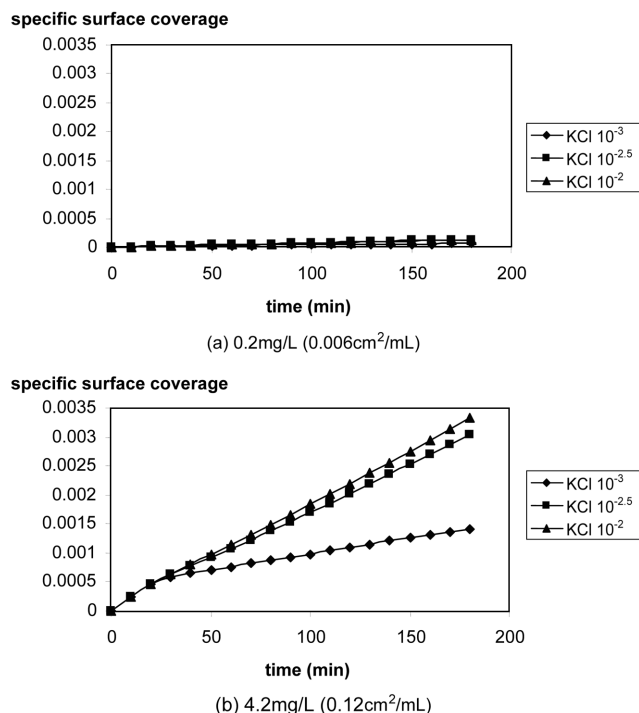 specific surface coverage
0.0035
0.003
0.0025
0.002
0.0015
0.001
0.0005
0
0 50 100 150 200
time (min)
KCl 10⁻³
KCl 10⁻²·⁵
KCl 10⁻²
(a) 0.2mg/L (0.006cm²/mL)
specific surface coverage
0.0035
0.003
0.0025
0.002
0.0015
0.001
0.0005
0
0 50 100 150 200
time (min)
KCl 10⁻³
KCl 10⁻²·⁵
KCl 10⁻²
(b) 4.2mg/L (0.12cm²/mL)